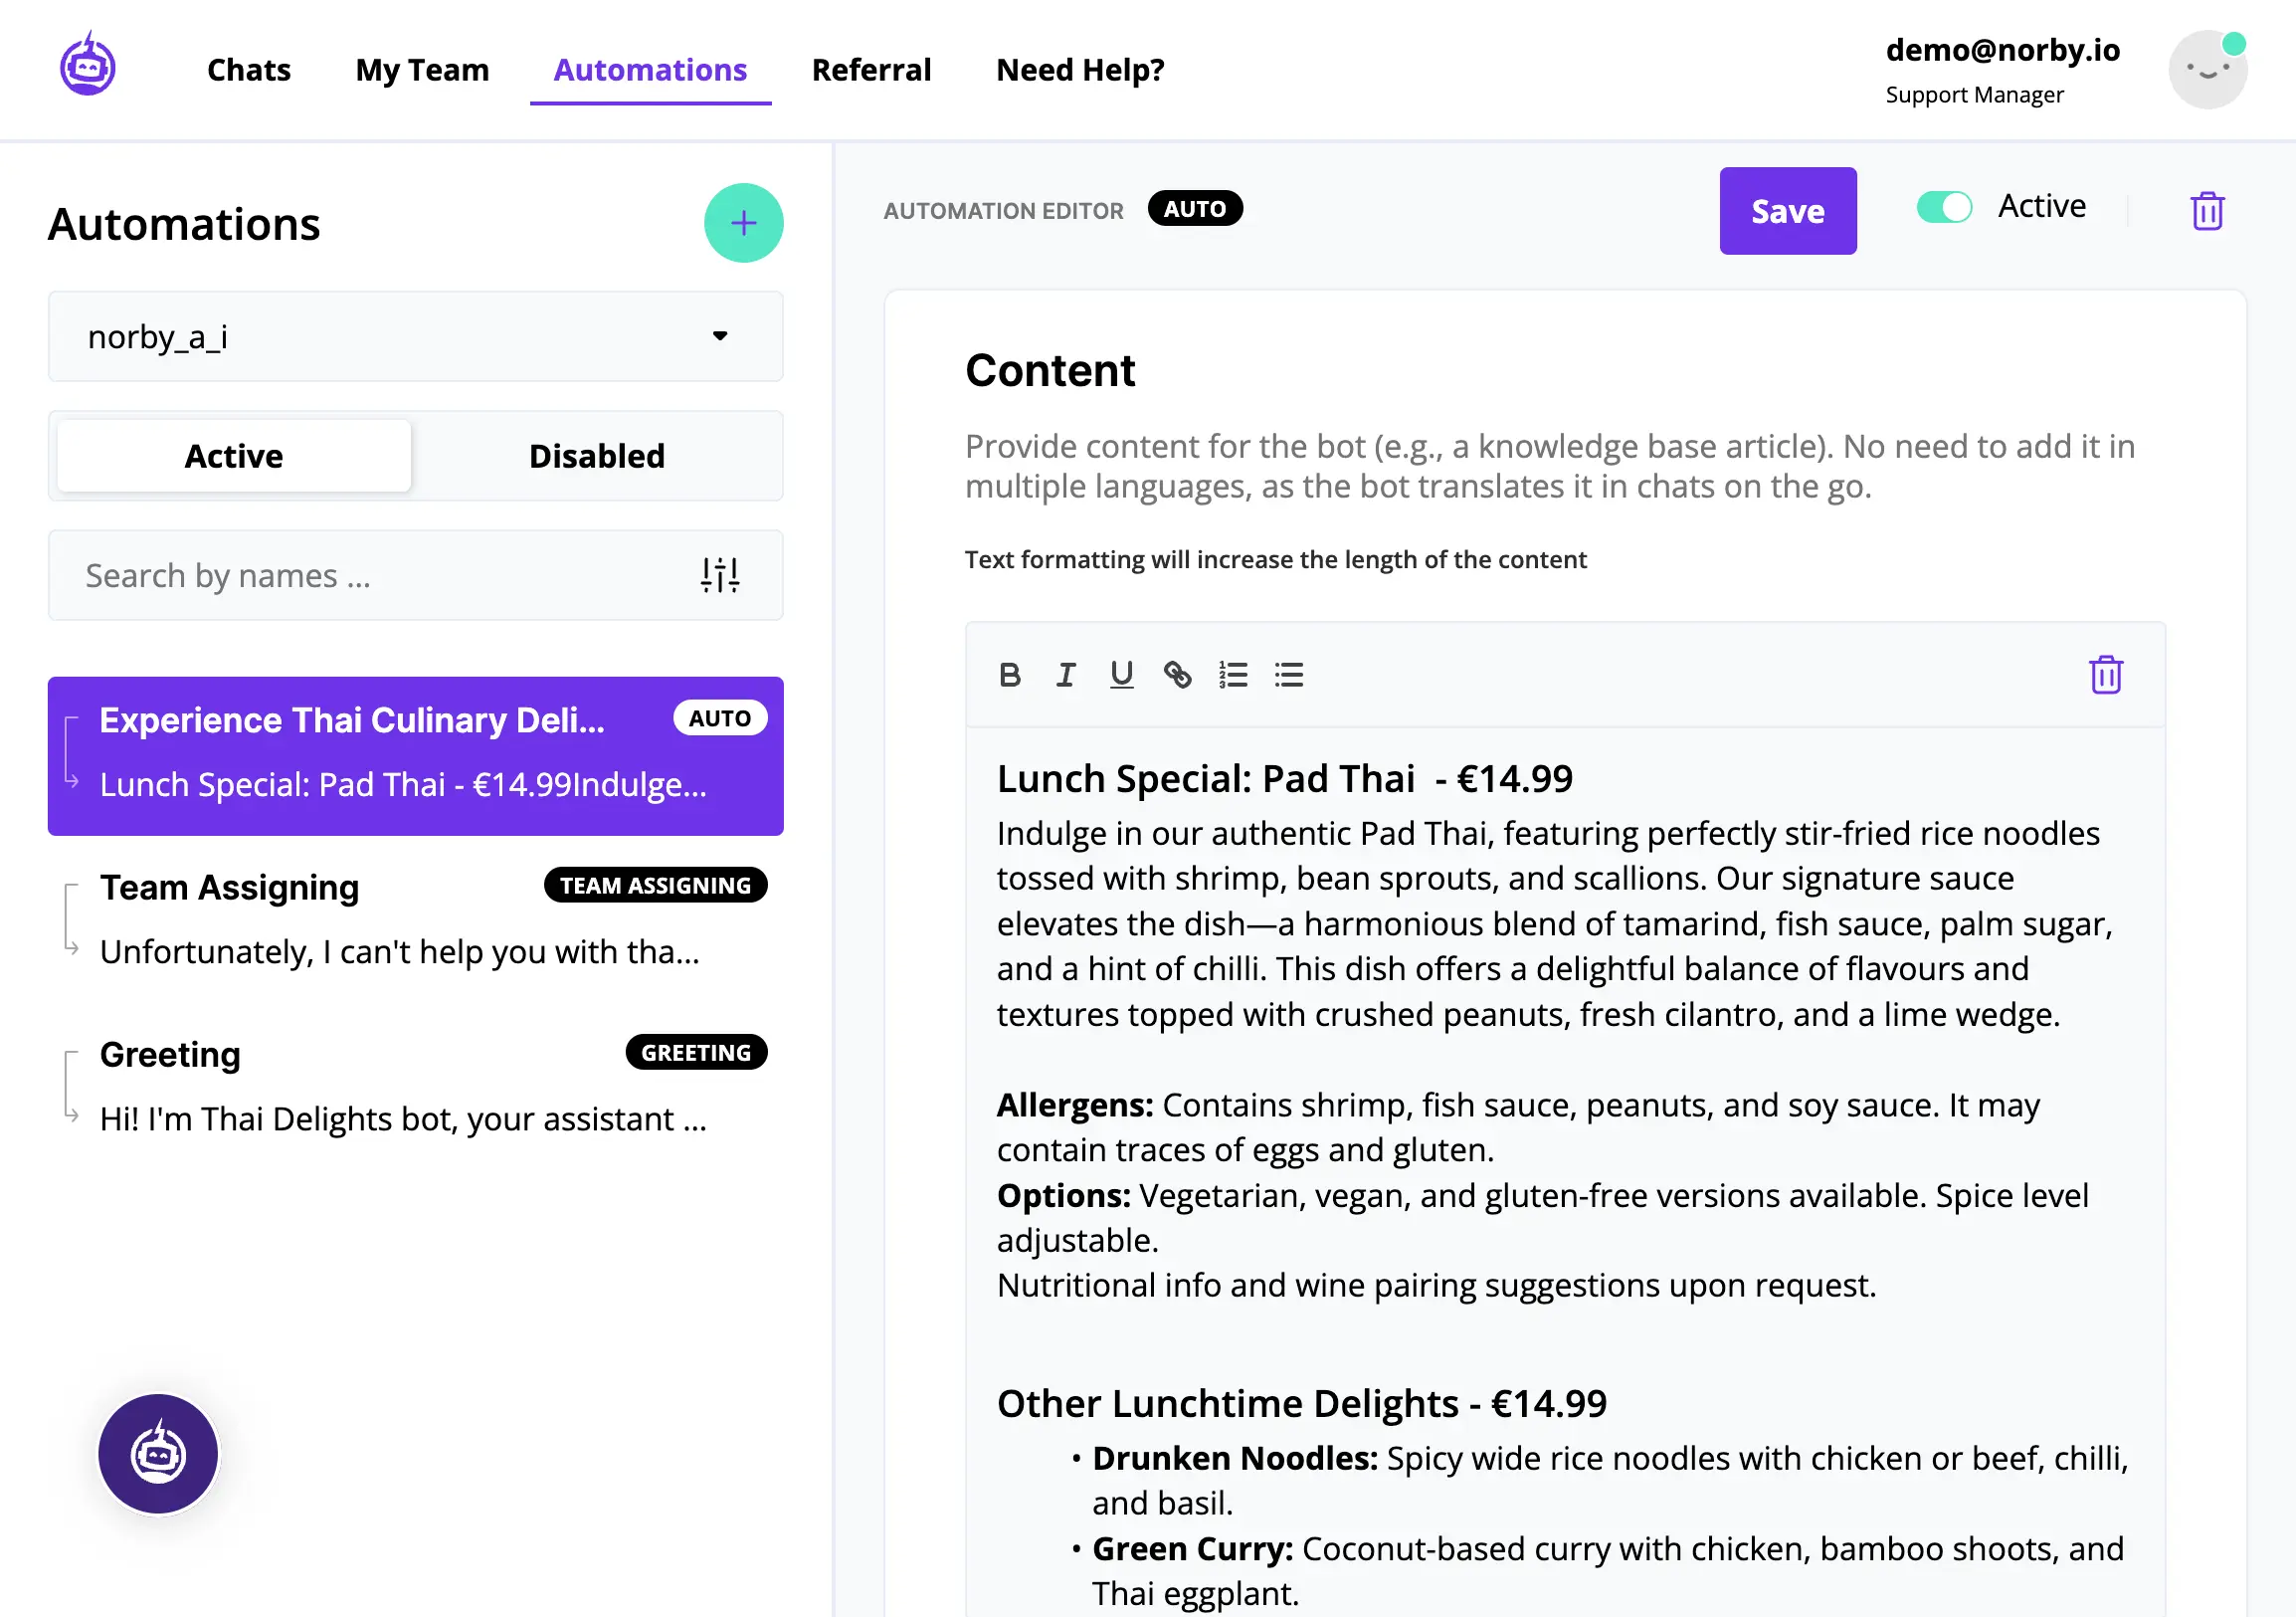 Chats
My Team
Automations
Referral
Need Help?
demo@norby.io
Support Manager
Automations
+
norby_a_i
Active
Disabled
Search by names ...
Experience Thai Culinary Deli...
AUTO
Lunch Special: Pad Thai - €14.99Indulge...
Team Assigning
TEAM ASSIGNING
Unfortunately, I can't help you with tha...
Greeting
GREETING
Hi! I'm Thai Delights bot, your assistant ...
AUTOMATION EDITOR
AUTO
Save
Active
Content
Provide content for the bot (e.g., a knowledge base article). No need to add it in
multiple languages, as the bot translates it in chats on the go.
Text formatting will increase the length of the content
B I U
Lunch Special: Pad Thai  - €14.99
Indulge in our authentic Pad Thai, featuring perfectly stir-fried rice noodles
tossed with shrimp, bean sprouts, and scallions. Our signature sauce
elevates the dish—a harmonious blend of tamarind, fish sauce, palm sugar,
and a hint of chilli. This dish offers a delightful balance of flavours and
textures topped with crushed peanuts, fresh cilantro, and a lime wedge.
Allergens: Contains shrimp, fish sauce, peanuts, and soy sauce. It may
contain traces of eggs and gluten.
Options: Vegetarian, vegan, and gluten-free versions available. Spice level
adjustable.
Nutritional info and wine pairing suggestions upon request.
Other Lunchtime Delights - €14.99
• Drunken Noodles: Spicy wide rice noodles with chicken or beef, chilli,
and basil.
• Green Curry: Coconut-based curry with chicken, bamboo shoots, and
Thai eggplant.